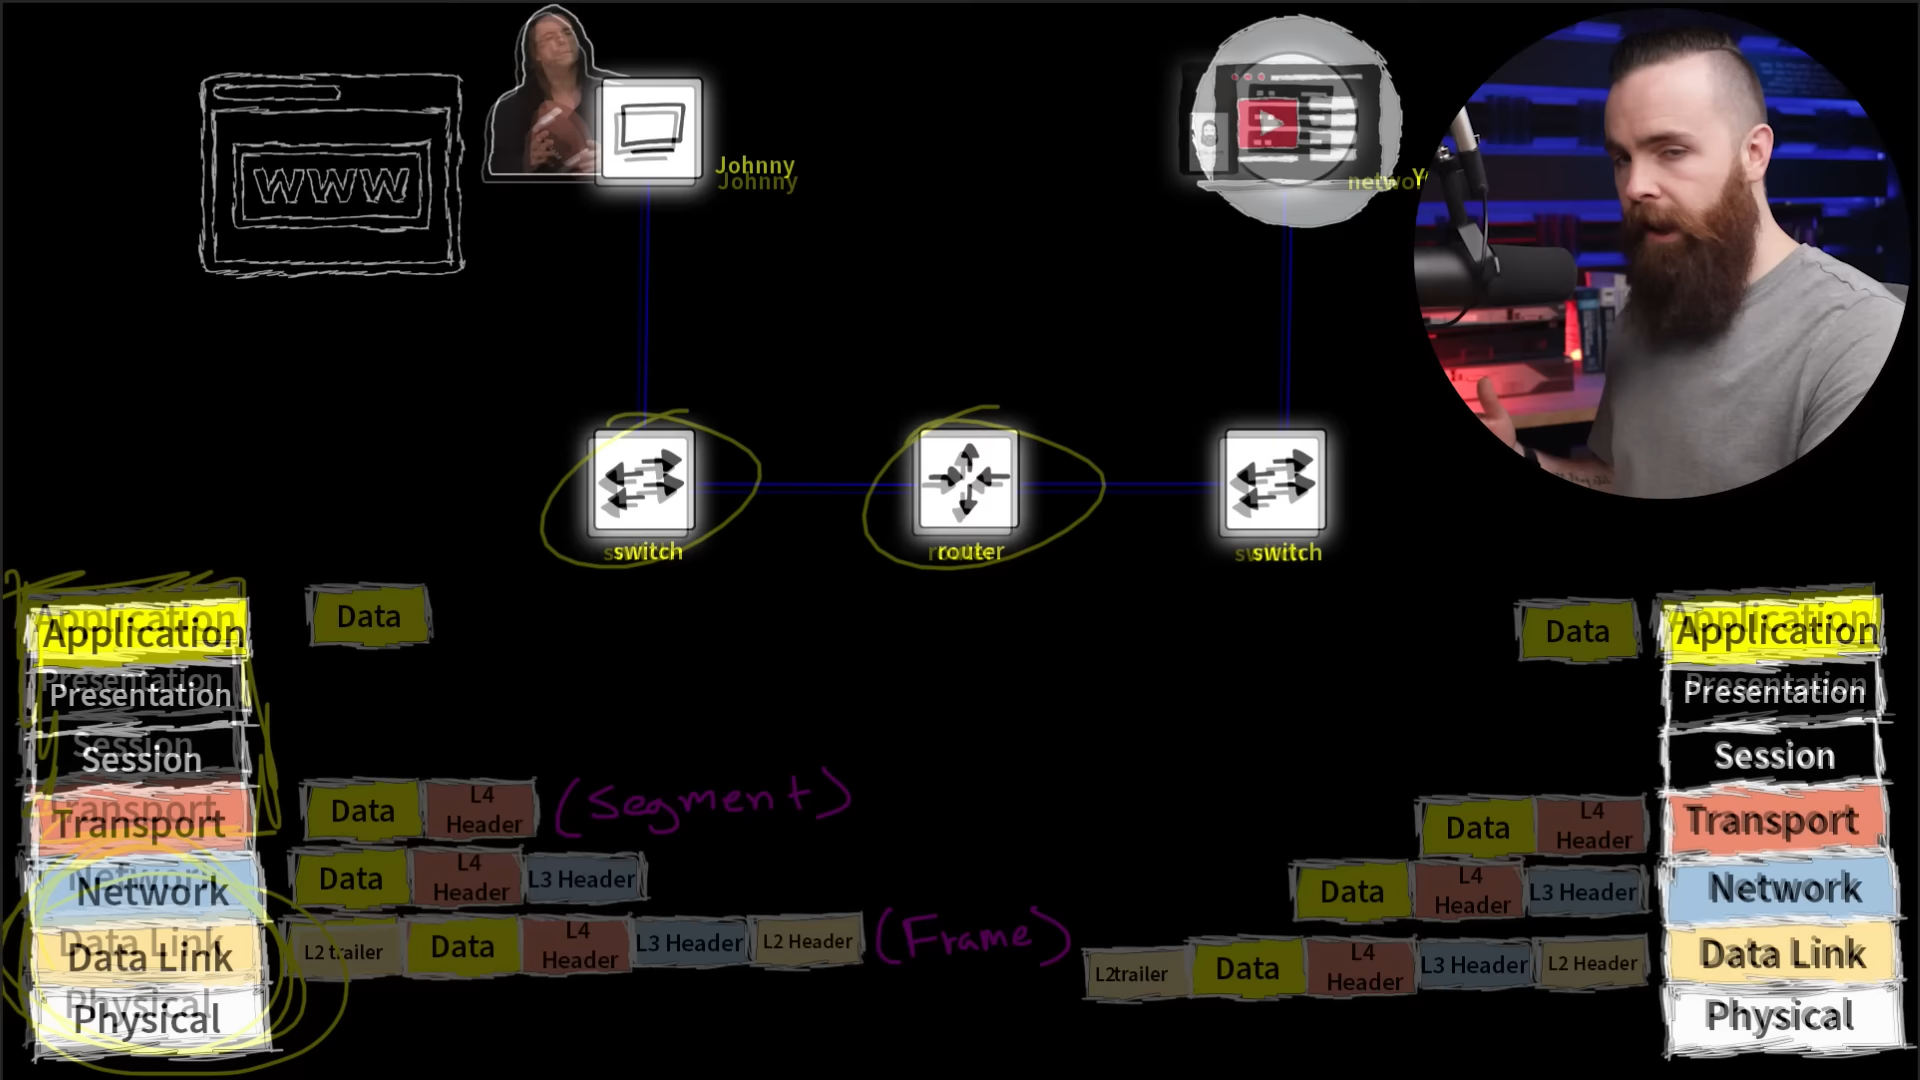 WWW
Johnny
Johnny
switch
router
switch
Application
Presentation
Session
Transport
Network
Data Link
Physical
Data
Data
L4
Header
(Segment)
Data
L4
Header
L3 Header
L2 trailer
Data
L4
Header
L3 Header
L2 Header
(Frame)
Data
Data
L4
Header
Data
L4
Header
L3 Header
L2trailer
Data
L4
Header
L3 Header
L2 Header
Application
Presentation
Session
Transport
Network
Data Link
Physical